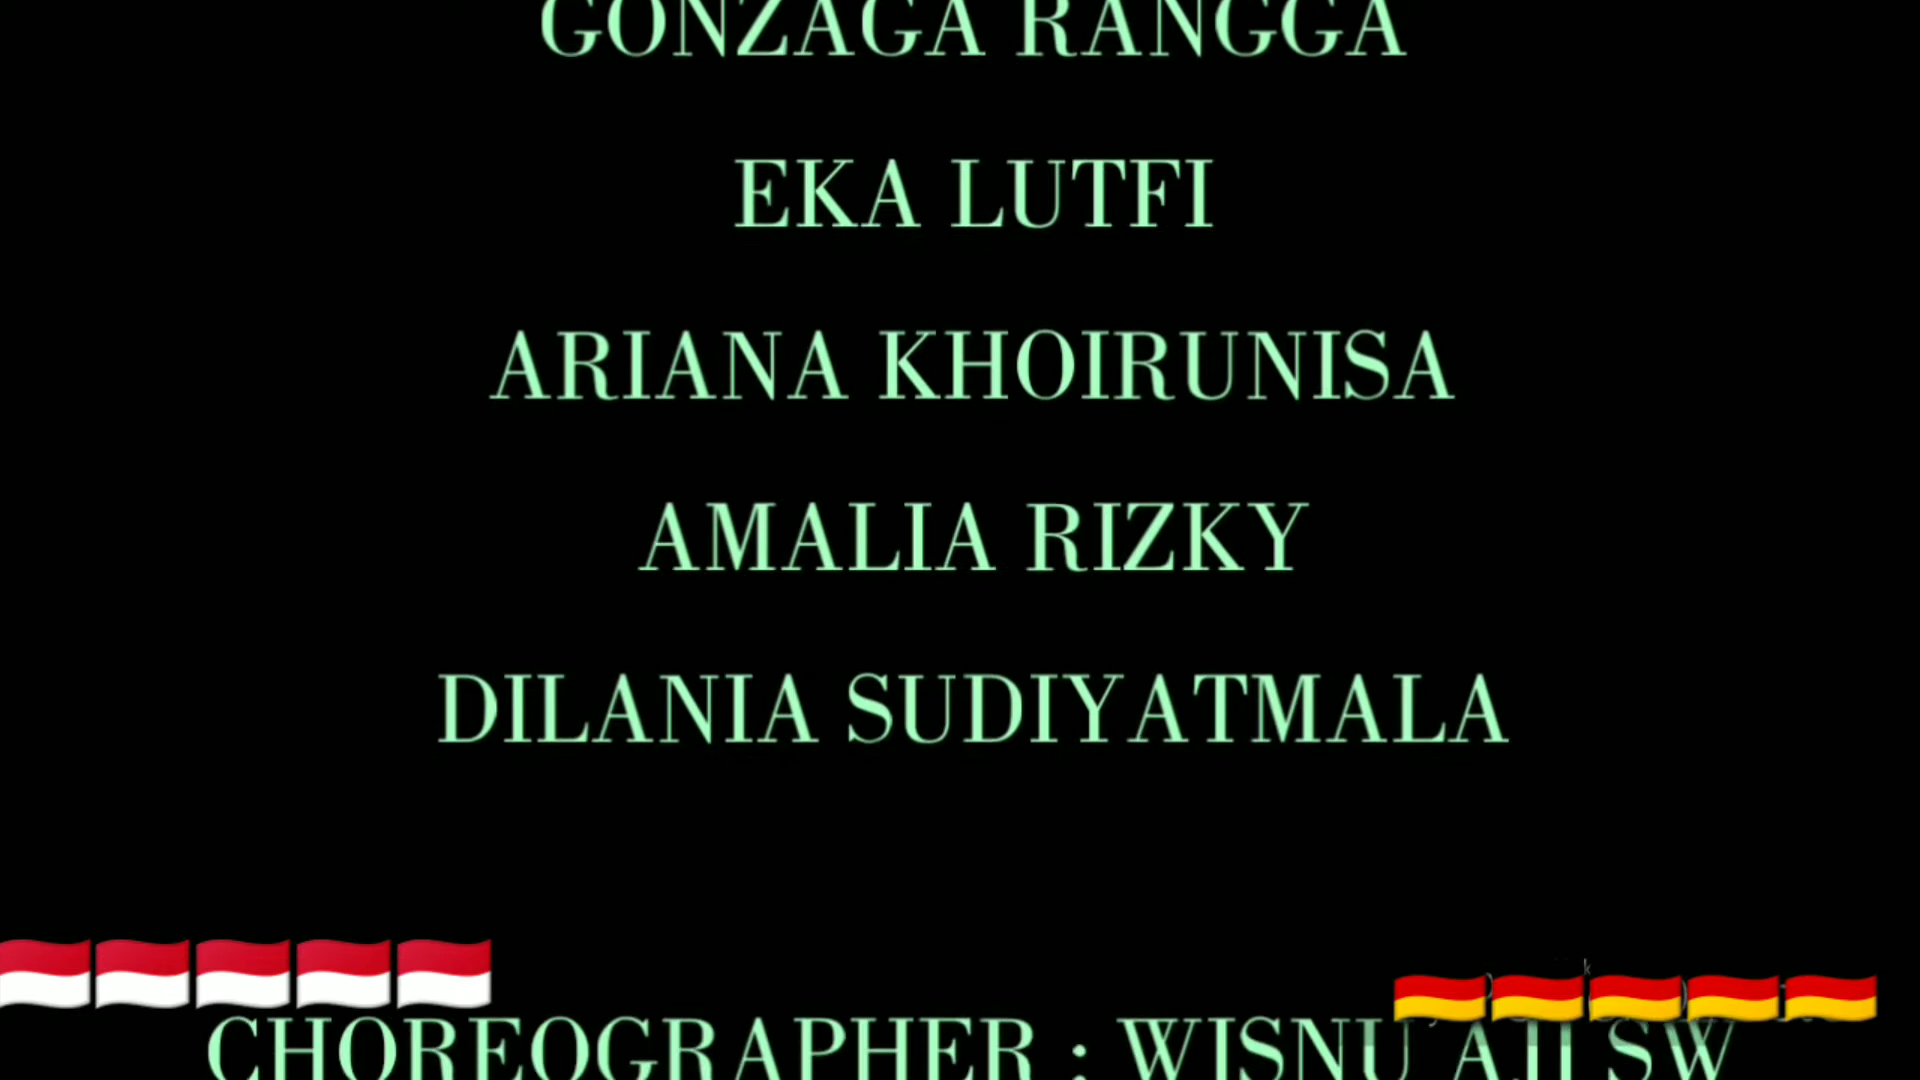 GONZAGA RANGGA
EKA LUTFI
ARIANA KHOIRUNISA
AMALIA RIZKY
DILANIA SUDIYATMALA
CHOREOGRAPHER : WISNU AJI SW